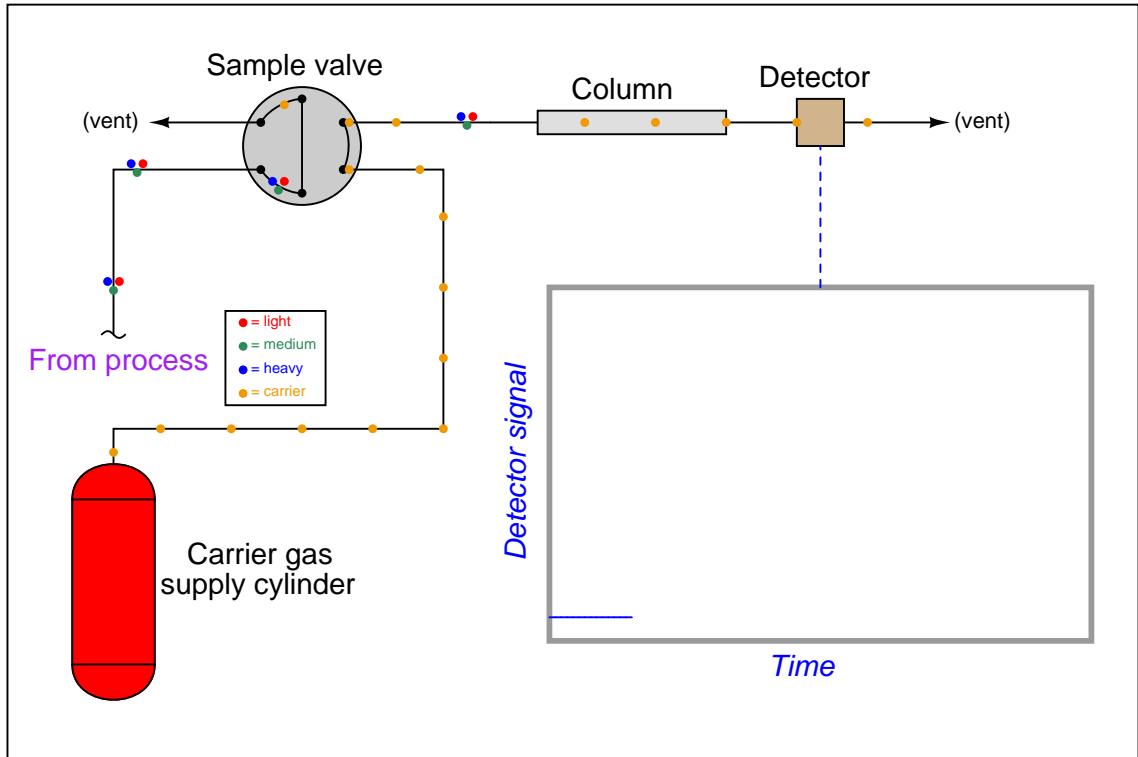 Sample valve
Column
Detector
(vent)
(vent)
= light
= medium
= heavy
= carrier
From process
Detector signal
Carrier gas
supply cylinder
Time